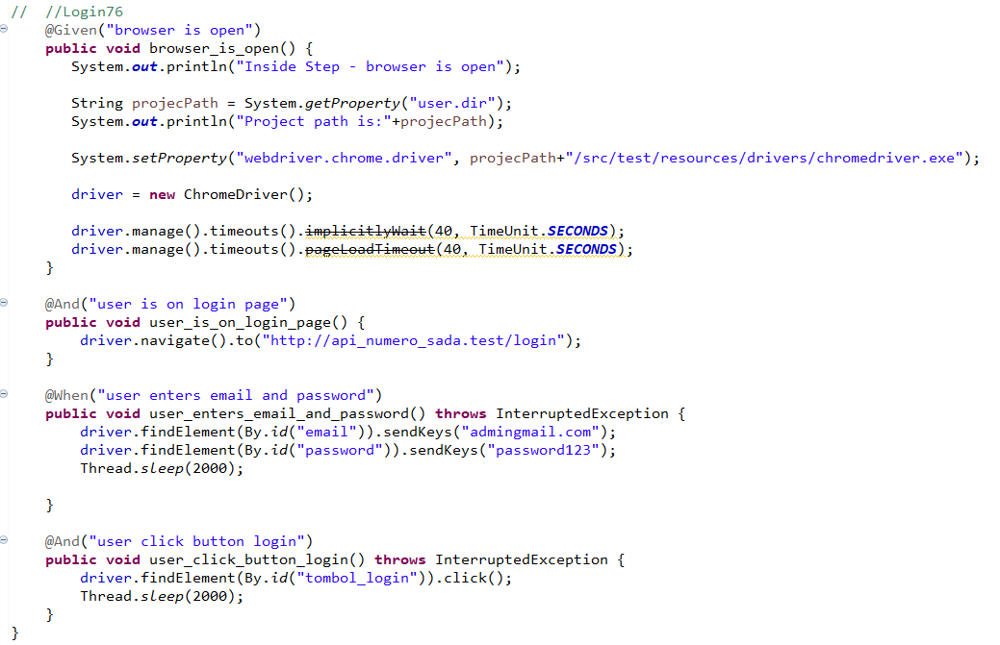 //  //Login76
    @Given("browser is open")
    public void browser_is_open() {
       System.out.println("Inside Step - browser is open");
       String projecPath = System.getProperty("user.dir");
       System.out.println("Project path is:"+projecPath);
       System.setProperty("webdriver.chrome.driver", projecPath+"/src/test/resources/drivers/chromedriver.exe");
       driver = new ChromeDriver();
       driver.manage().timeouts().implicitlyWait(40, TimeUnit.SECONDS);
       driver.manage().timeouts().pageLoadTimeout(40, TimeUnit.SECONDS);
    }
    @And("user is on login page")
    public void user_is_on_login_page() {
        driver.navigate().to("http://api_numero_sada.test/login");
    }
    @When("user enters email and password")
    public void user_enters_email_and_password() throws InterruptedException {
        driver.findElement(By.id("email")).sendKeys("admingmail.com");
        driver.findElement(By.id("password")).sendKeys("password123");
        Thread.sleep(2000);
    }
    @And("user click button login")
    public void user_click_button_login() throws InterruptedException {
        driver.findElement(By.id("tombol_login")).click();
        Thread.sleep(2000);
    }
}